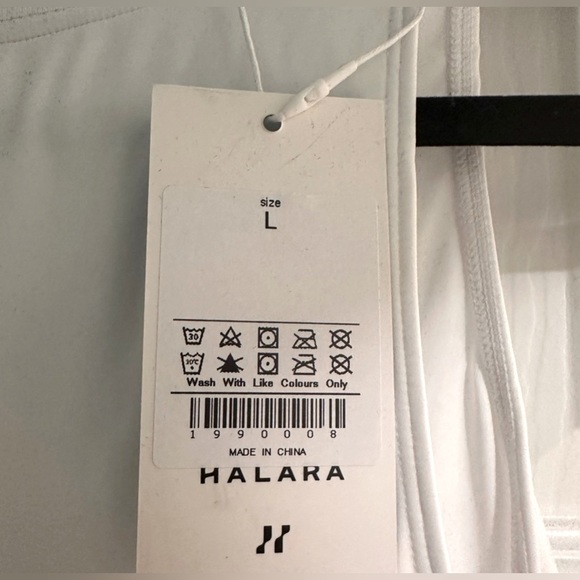 size
L
30
30°C
Wash With Like Colours Only
1990008
MADE IN CHINA
HALARA